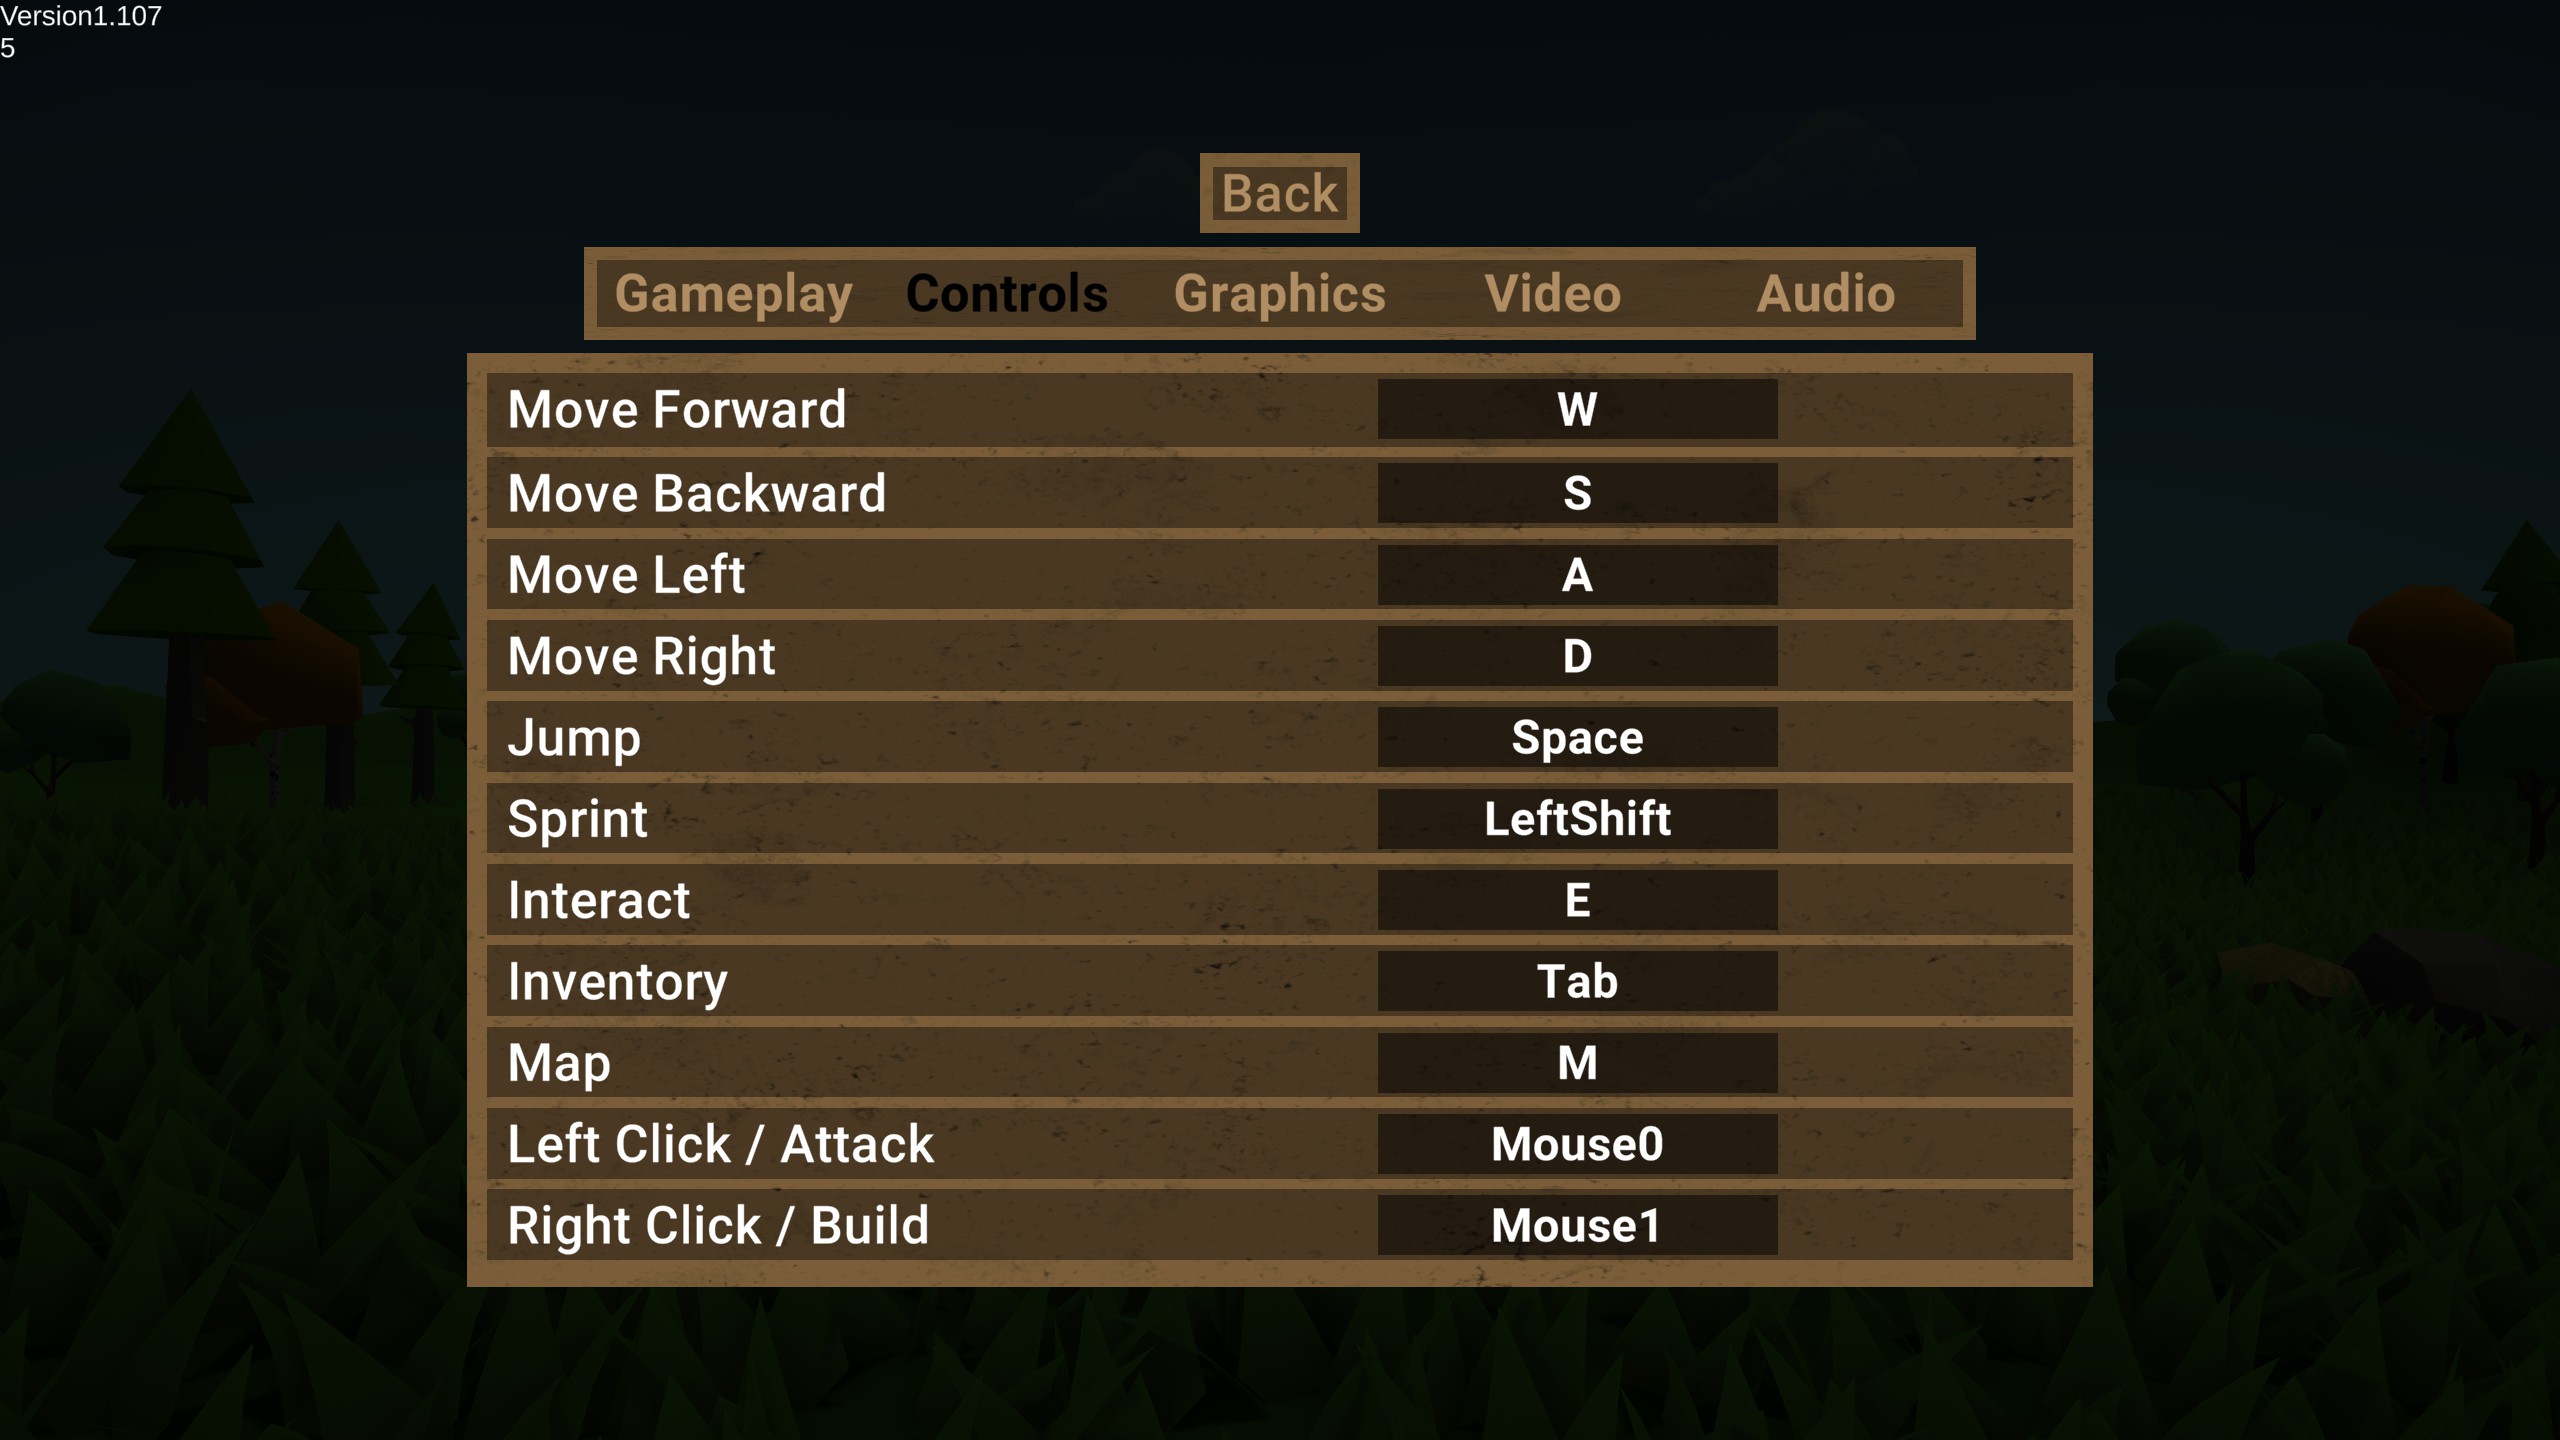 Version1.107
5
Back
Gameplay Controls Graphics Video Audio
Move Forward W
Move Backward S
Move Left A
Move Right D
Jump Space
Sprint LeftShift
Interact E
Inventory Tab
Map M
Left Click / Attack Mouse0
Right Click / Build Mouse1